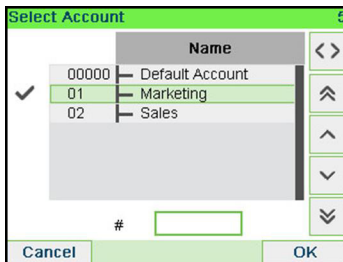 Select Account 5
Name
00000 Default Account
01 Marketing
02 Sales
#
Cancel OK